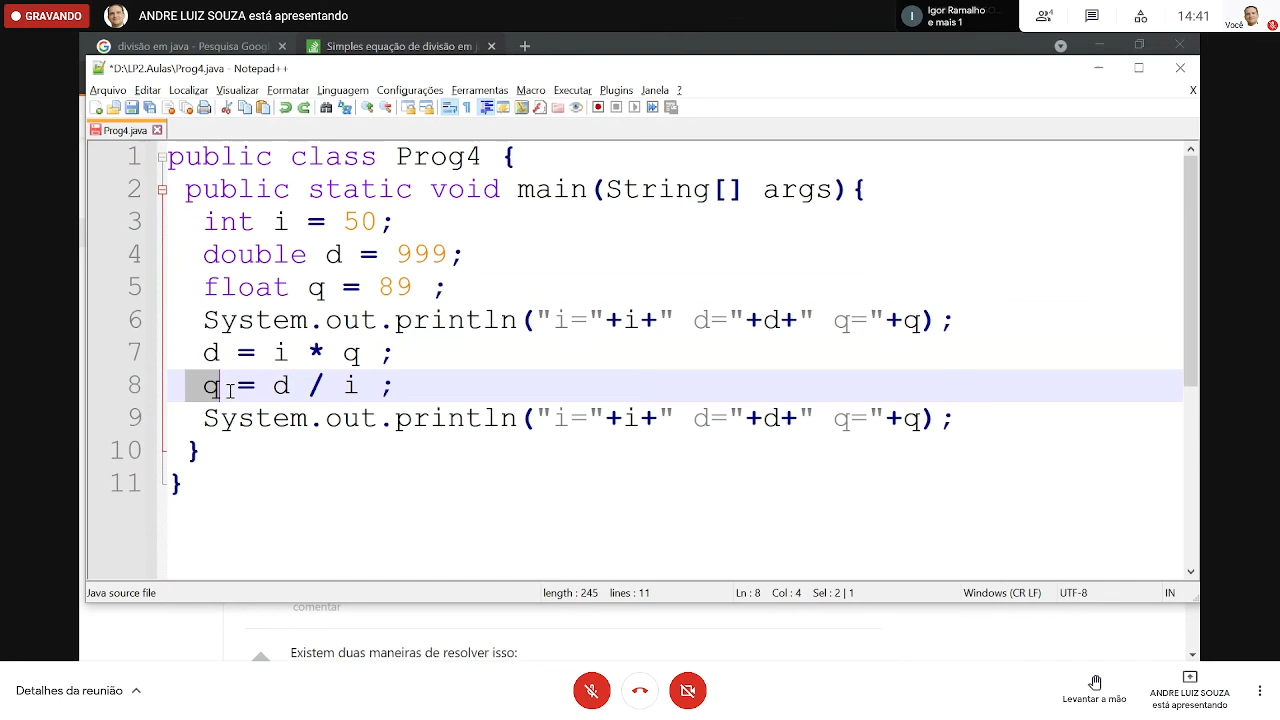 GRAVANDO
ANDRE LUIZ SOUZA está apresentando
I
Igor Ramalho
e mais 1
4
14:41
Você
divisão em java - Pesquisa Googl
Simples equação de divisão em j
*D:\LP2.Aulas\Prog4.java - Notepad++
Arquivo Editar Localizar Visualizar Formatar Linguagem Configurações Ferramentas Macro Executar Plugins Janela ? X
Prog4.java
1 public class Prog4 {
2 public static void main(String[] args){
3 int i = 50;
4 double d = 999;
5 float q = 89 ;
6 System.out.println("i="+i+" d="+d+" q="+q);
7 d = i * q ;
8 q = d / i ;
9 System.out.println("i="+i+" d="+d+" q="+q);
10 }
11 }
Java source file length : 245 lines : 11 Ln : 8 Col : 4 Sel : 2 | 1 Windows (CR LF) UTF-8 IN
comentar
Existem duas maneiras de resolver isso:
Detalhes da reunião
Levantar a mão
ANDRE LUIZ SOUZA
está apresentando